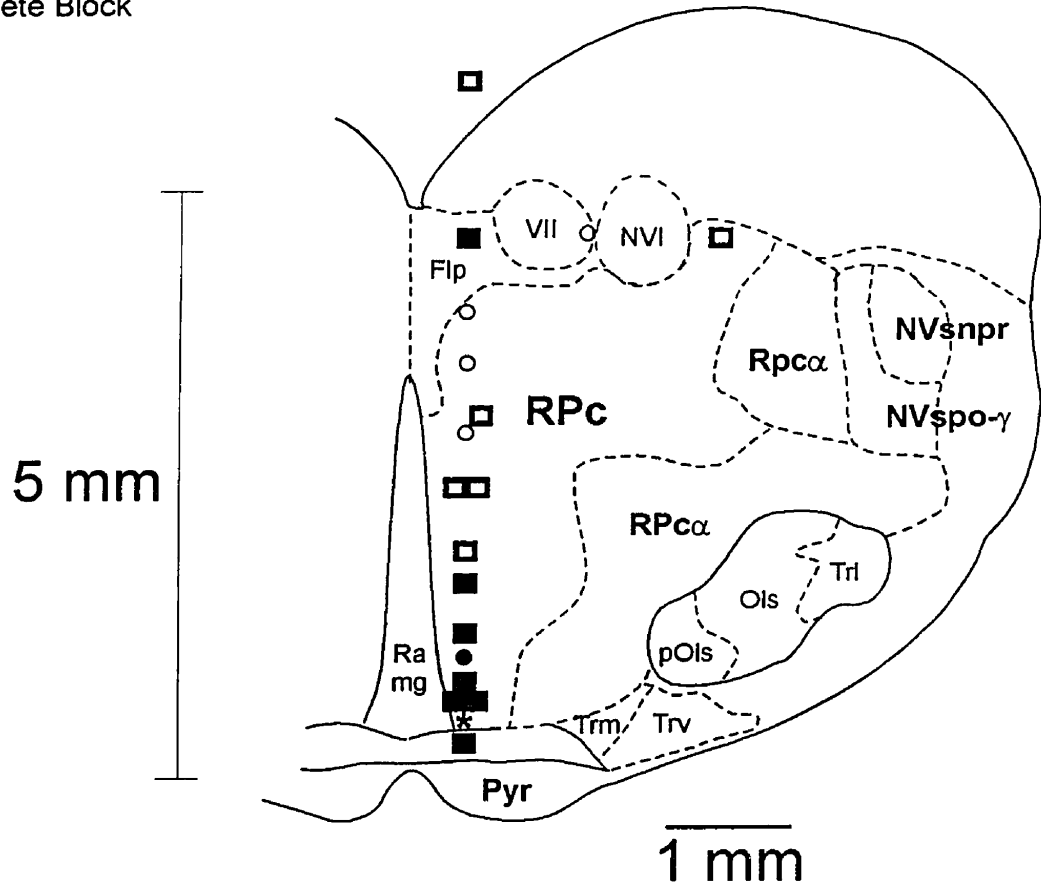 ete Block
VII
NVI
Flp
NVsnpr
Rpcα
RPc
NVspo-γ
5 mm
RPcα
Trl
Ols
Ra
mg
pOls
*
Trm
Trv
Pyr
1 mm